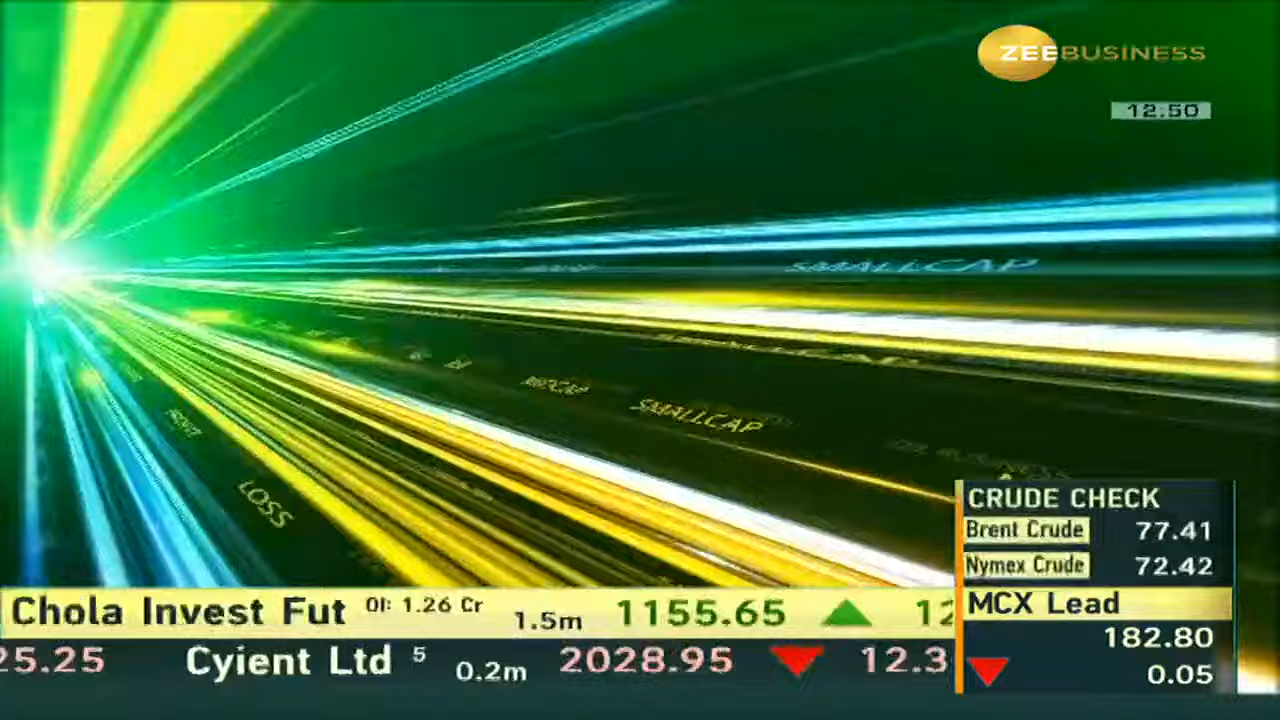 ZEEBUSINESS
12.50
SMALLCAP
MIDCAP
SMALLCAP
LOSS
CRUDE CHECK
Brent Crude 77.41
Nymex Crude 72.42
MCX Lead
182.80
0.05
Chola Invest Fut OI: 1.26 Cr 1.5m 1155.65 12
25.25 Cyient Ltd 5 0.2m 2028.95 12.3